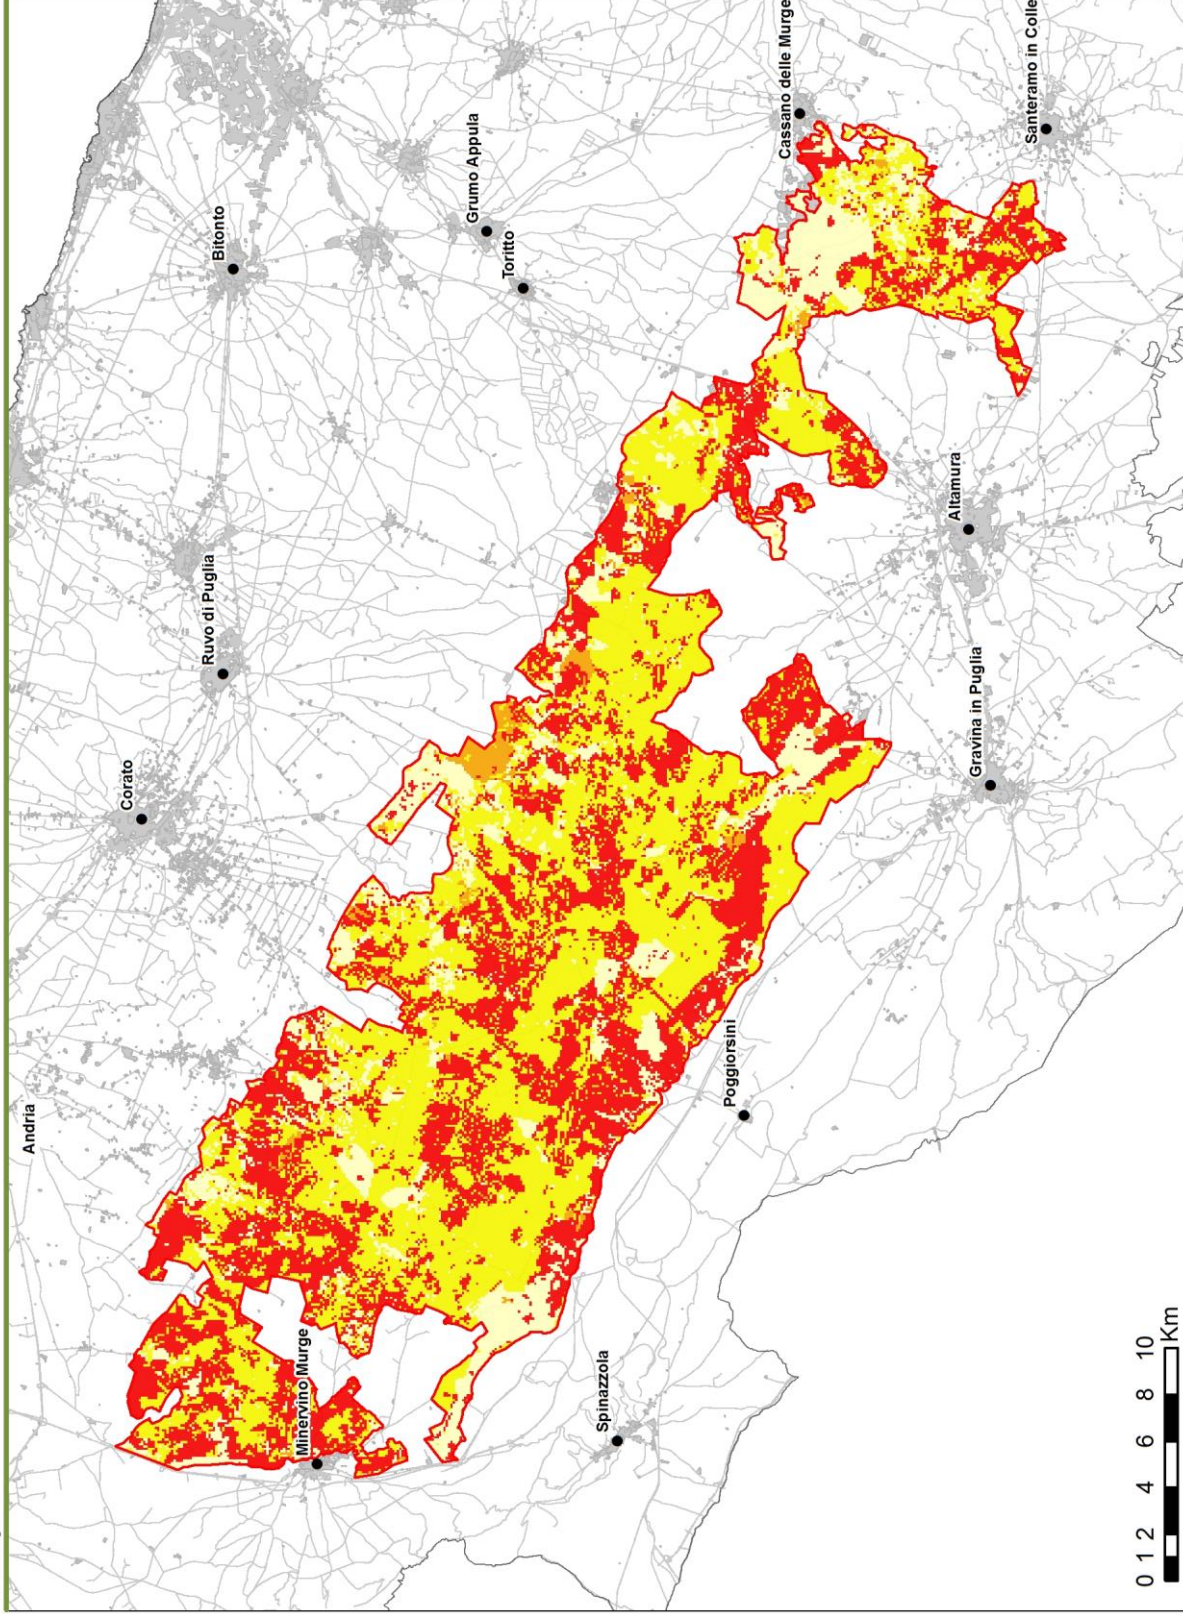 Andria
Corato
Ruvo di Puglia
Bitonto
Grumo Appula
Toritto
Cassano delle Murge
Santeramo in Colle
Altamura
Gravina in Puglia
Poggiorsini
Minervino Murge
Spinazzola
0 1 2 4 6 8 10
Km